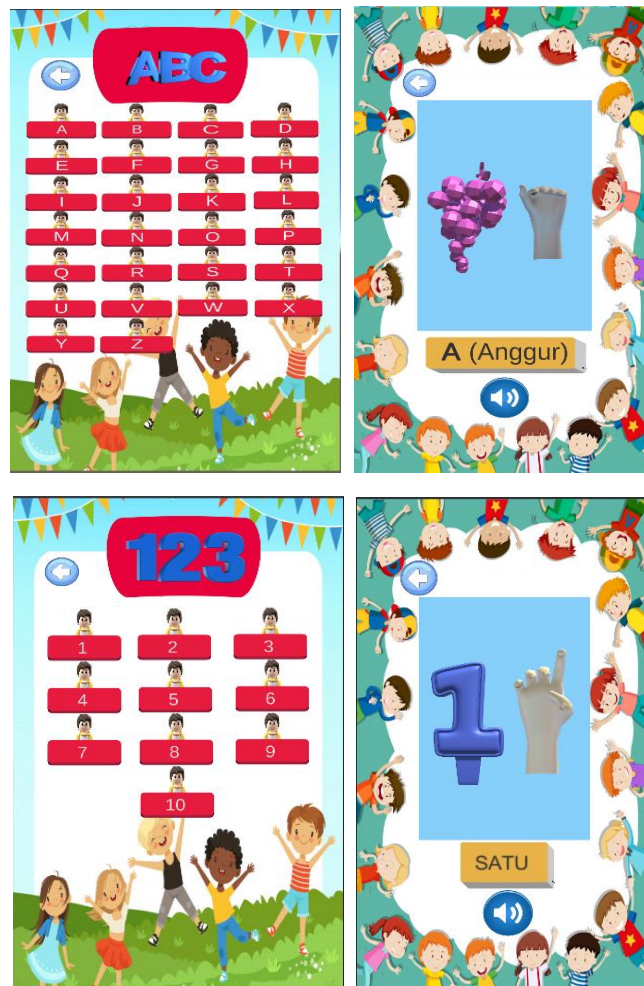 ABC
A B C D
E F G H
I J K L
M N O P
Q R S T
U V W X
Y Z
A (Anggur)
123
1 2 3
4 5 6
7 8 9
10
1
SATU